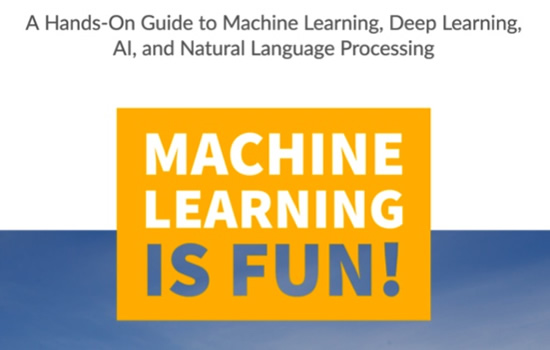 A Hands-On Guide to Machine Learning, Deep Learning,
AI, and Natural Language Processing
MACHINE
LEARNING
IS FUN!